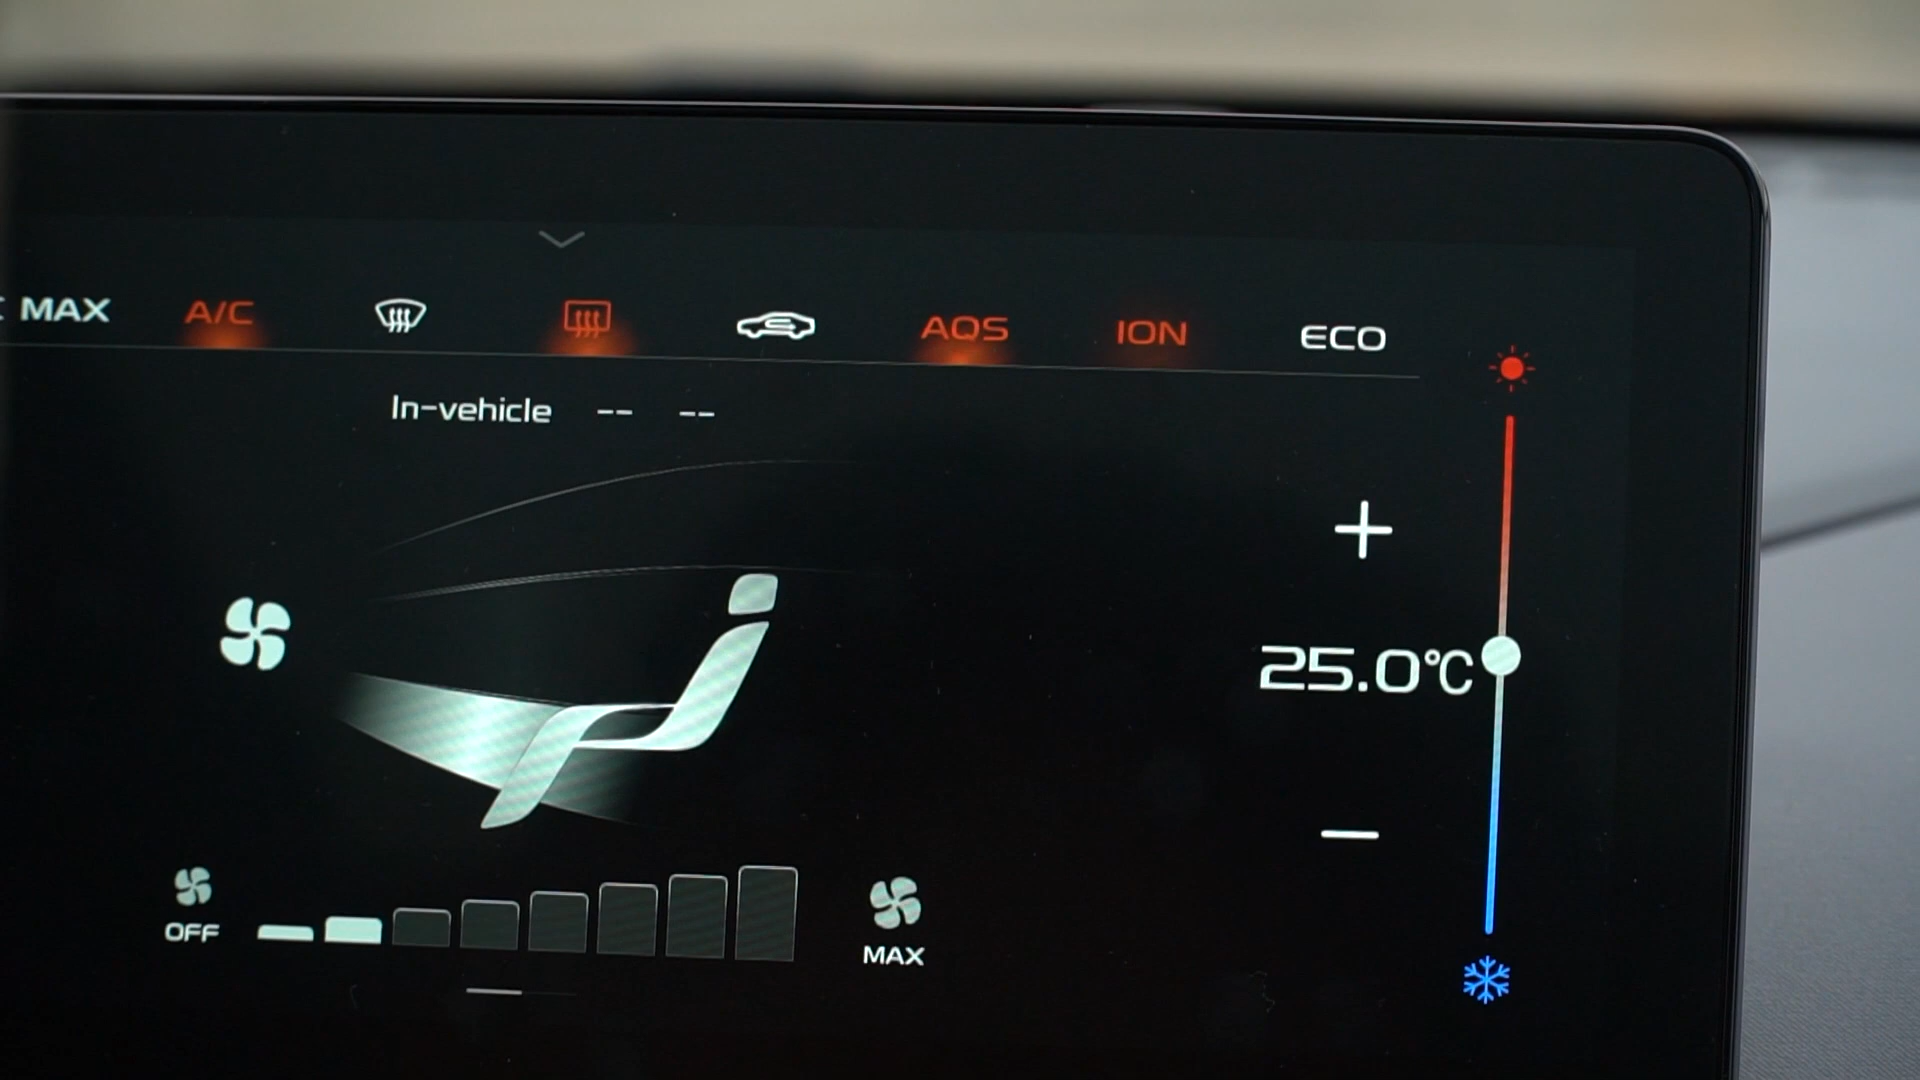 MAX A/C AQS ION ECO
In-vehicle -- --
25.0°C
OFF MAX